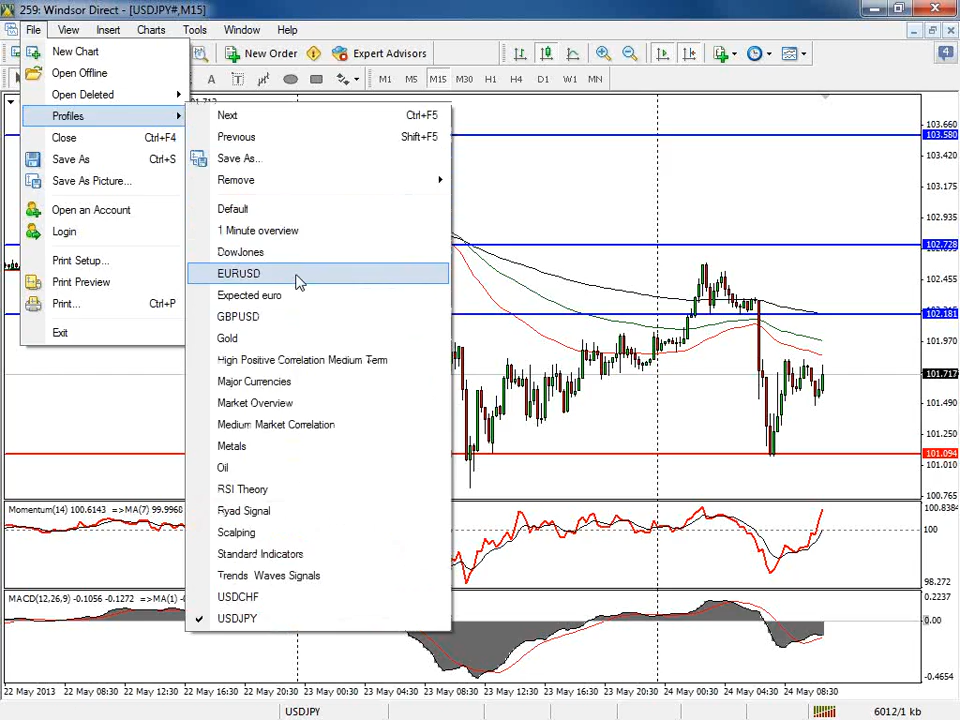 259: Windsor Direct - [USDJPY#,M15]
File View Insert Charts Tools Window Help
New Order Expert Advisors 4
A T M1 M5 M15 M30 H1 H4 D1 W1 MN
New Chart
Open Offline
Open Deleted
Profiles
Close Ctrl+F4
Save As Ctrl+S
Save As Picture...
Open an Account
Login
Print Setup...
Print Preview
Print... Ctrl+P
Exit
Next Ctrl+F5
Previous Shift+F5
Save As...
Remove
Default
1 Minute overview
DowJones
EURUSD
Expected euro
GBPUSD
Gold
High Positive Correlation Medium Term
Major Currencies
Market Overview
Medium Market Correlation
Metals
Oil
RSI Theory
Ryad Signal
Scalping
Standard Indicators
Trends Waves Signals
USDCHF
USDJPY
103.660
103.580
103.420
103.175
102.935
102.728
102.455
102.181
101.970
101.717
101.490
101.250
101.094
101.010
100.765
Momentum(14) 100.6143 =>MA(7) 99.9968
100.8384
100
98.272
MACD(12,26,9) -0.1056 -0.1272 =>MA(1)
0.2237
0.00
-0.4654
22 May 2013 22 May 08:30 22 May 12:30 22 May 16:30 22 May 20:30 23 May 00:30 23 May 04:30 23 May 08:30 23 May 12:30 23 May 16:30 23 May 20:30 24 May 00:30 24 May 04:30 24 May 08:30
USDJPY 6012/1 kb